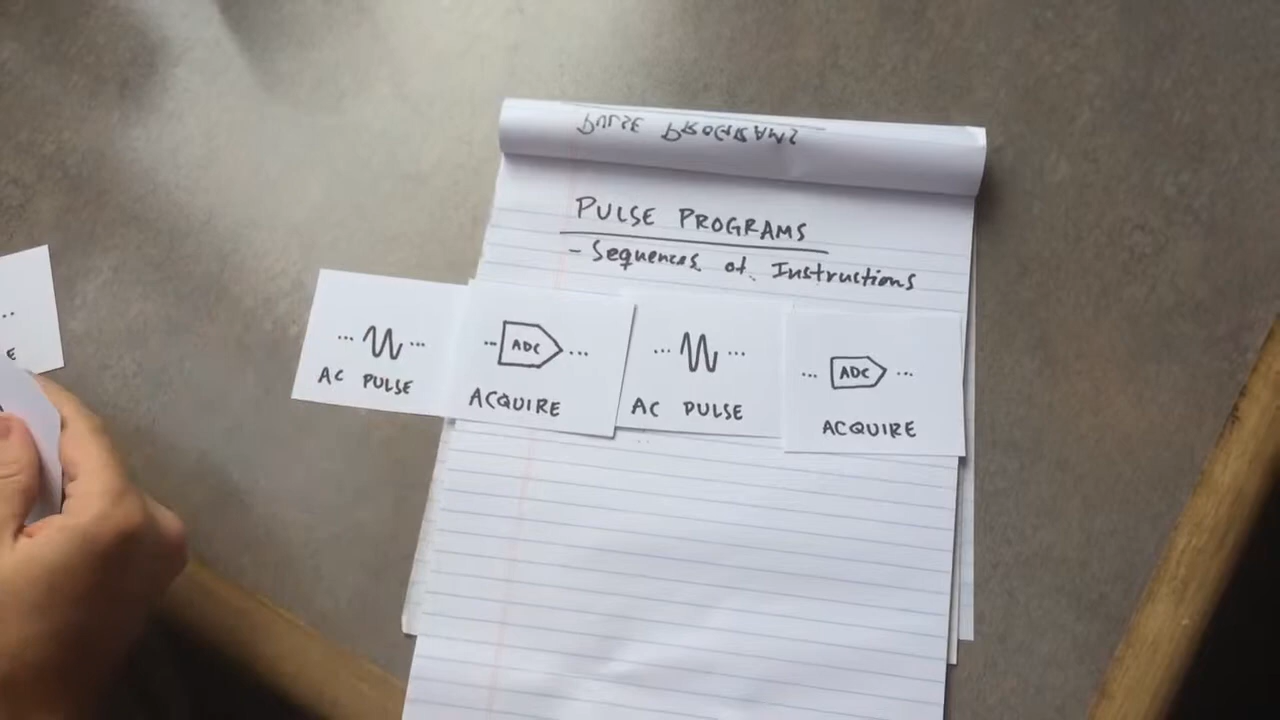 PULSE PROGRAMS
PULSE PROGRAMS
- Sequences of Instructions
... ...
AC PULSE
... ADC ...
ACQUIRE
... ...
AC PULSE
... ADC ...
ACQUIRE
..
E